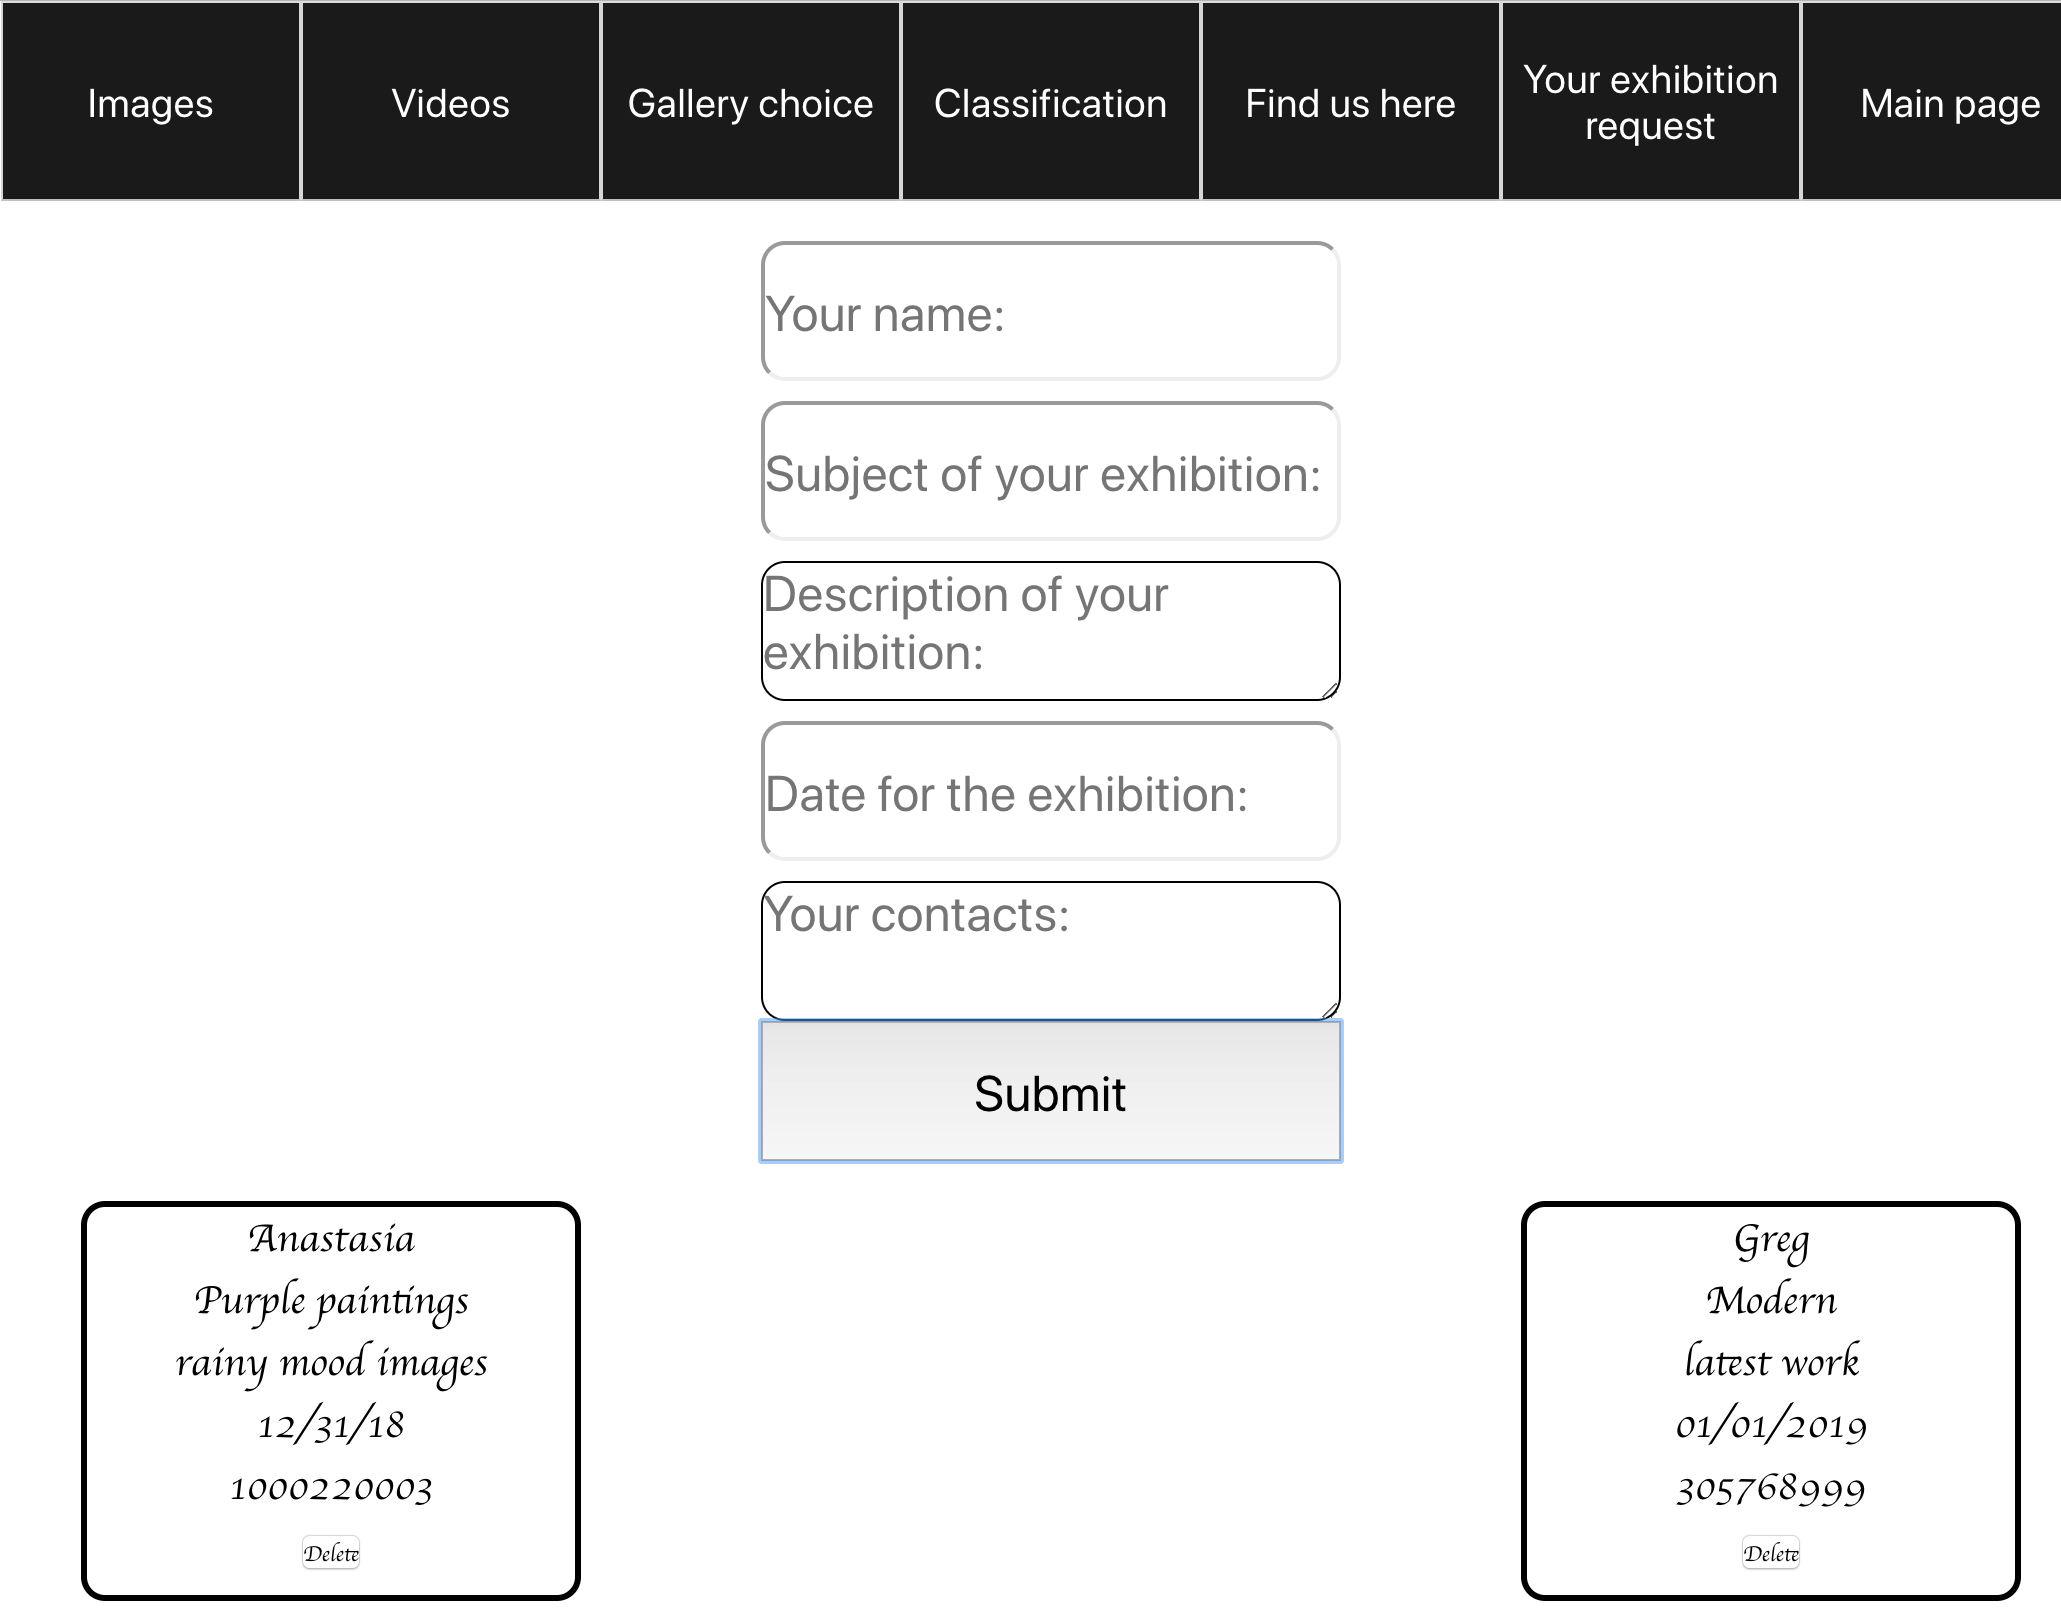 Images
Videos
Gallery choice
Classification
Find us here
Your exhibition
request
Main page
Your name:
Subject of your exhibition:
Description of your
exhibition:
Date for the exhibition:
Your contacts:
Submit
Anastasia
Purple paintings
rainy mood images
12/31/18
1000220003
Delete
Greg
Modern
latest work
01/01/2019
305768999
Delete